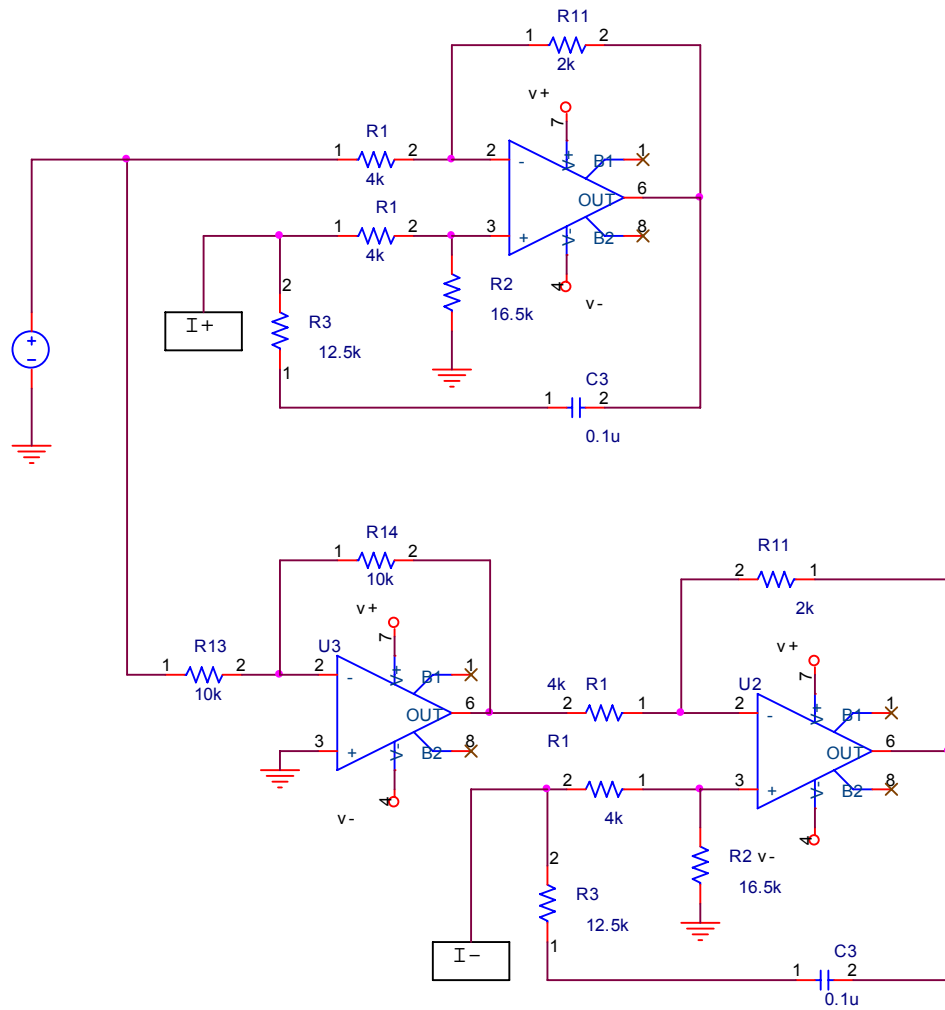 R11
1 2
2k
v+
7
R1
1 2
4k
2 - V+ B1 1
R1
OUT 6
1 2
4k
3 + V- B2 8
2
R2
4
v-
I+
R3
16.5k
12.5k
+
-
1
C3
1 2
0.1u
R14
1 2
10k
R11
2 1
2k
v+
7
U3
R13
1 2
10k
2 - V+ B1 1
v+
7
U2
4k R1
OUT 6
2 1
2 - V+ B1 1
3 + V- B2 8
R1
OUT 6
4
v-
2 1
4k
3 + V- B2 8
4
2
R2 v-
16.5k
R3
12.5k
1
I-
C3
1 2
0.1u